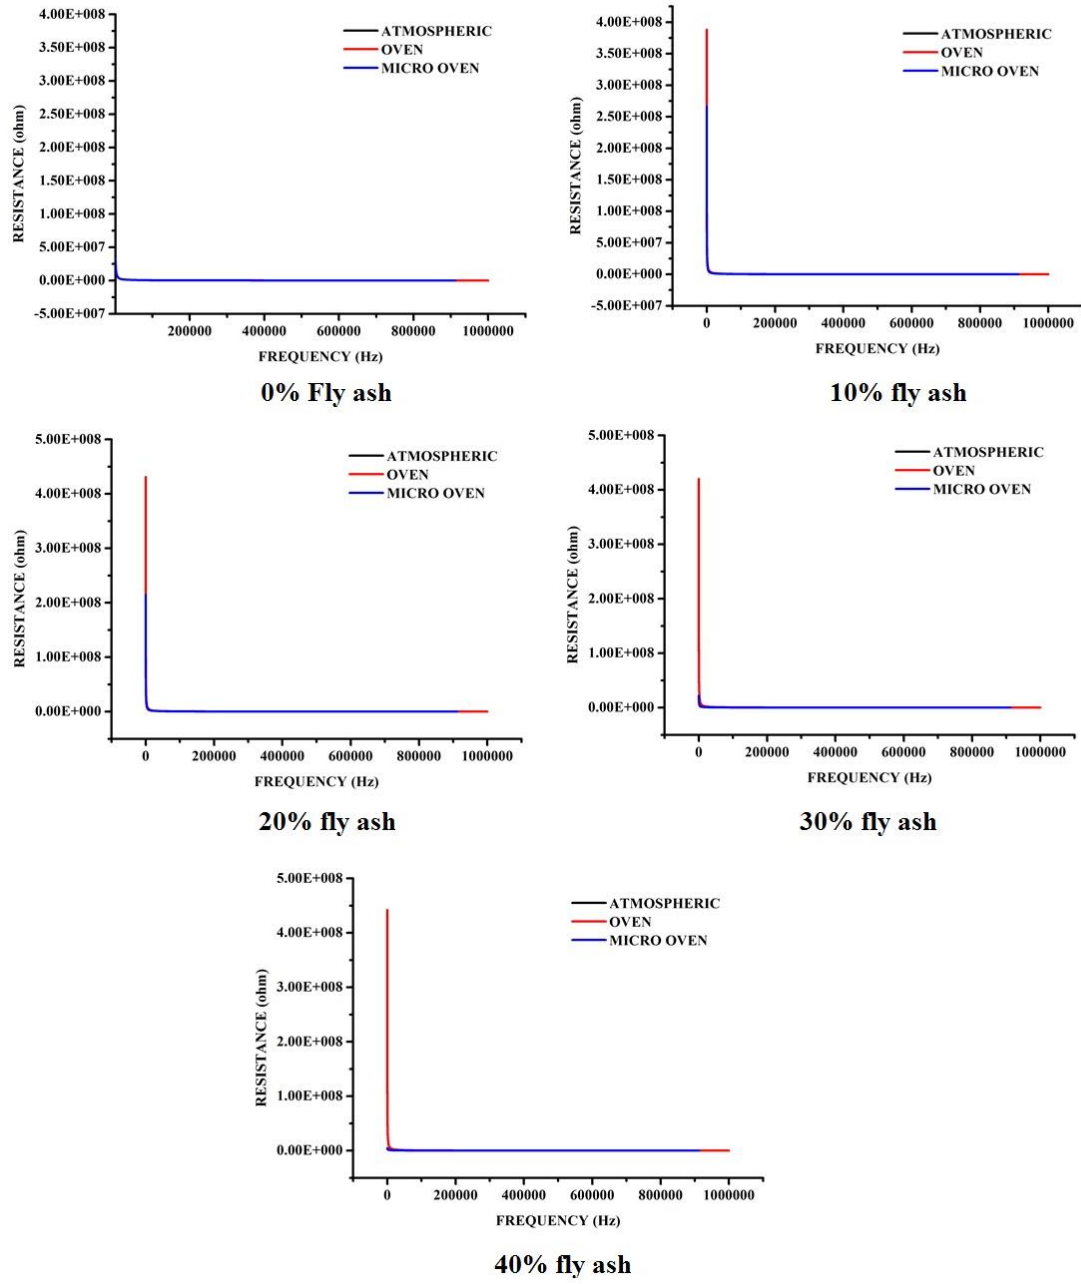 4.00E+008
3.50E+008
3.00E+008
2.50E+008
2.00E+008
1.50E+008
1.00E+008
5.00E+007
0.00E+000
-5.00E+007
RESISTANCE (ohm)
ATMOSPHERIC
OVEN
MICRO OVEN
200000 400000 600000 800000 1000000
FREQUENCY (Hz)
0% Fly ash
4.00E+008
3.50E+008
3.00E+008
2.50E+008
2.00E+008
1.50E+008
1.00E+008
5.00E+007
0.00E+000
-5.00E+007
RESISTANCE (ohm)
ATMOSPHERIC
OVEN
MICRO OVEN
0 200000 400000 600000 800000 1000000
FREQUENCY (Hz)
10% fly ash
5.00E+008
4.00E+008
3.00E+008
2.00E+008
1.00E+008
0.00E+000
RESISTANCE (ohm)
ATMOSPHERIC
OVEN
MICRO OVEN
0 200000 400000 600000 800000 1000000
FREQUENCY (Hz)
20% fly ash
5.00E+008
4.00E+008
3.00E+008
2.00E+008
1.00E+008
0.00E+000
RESISTANCE (ohm)
ATMOSPHERIC
OVEN
MICRO OVEN
0 200000 400000 600000 800000 1000000
FREQUENCY (Hz)
30% fly ash
5.00E+008
4.00E+008
3.00E+008
2.00E+008
1.00E+008
0.00E+000
RESISTANCE (ohm)
ATMOSPHERIC
OVEN
MICRO OVEN
0 200000 400000 600000 800000 1000000
FREQUENCY (Hz)
40% fly ash